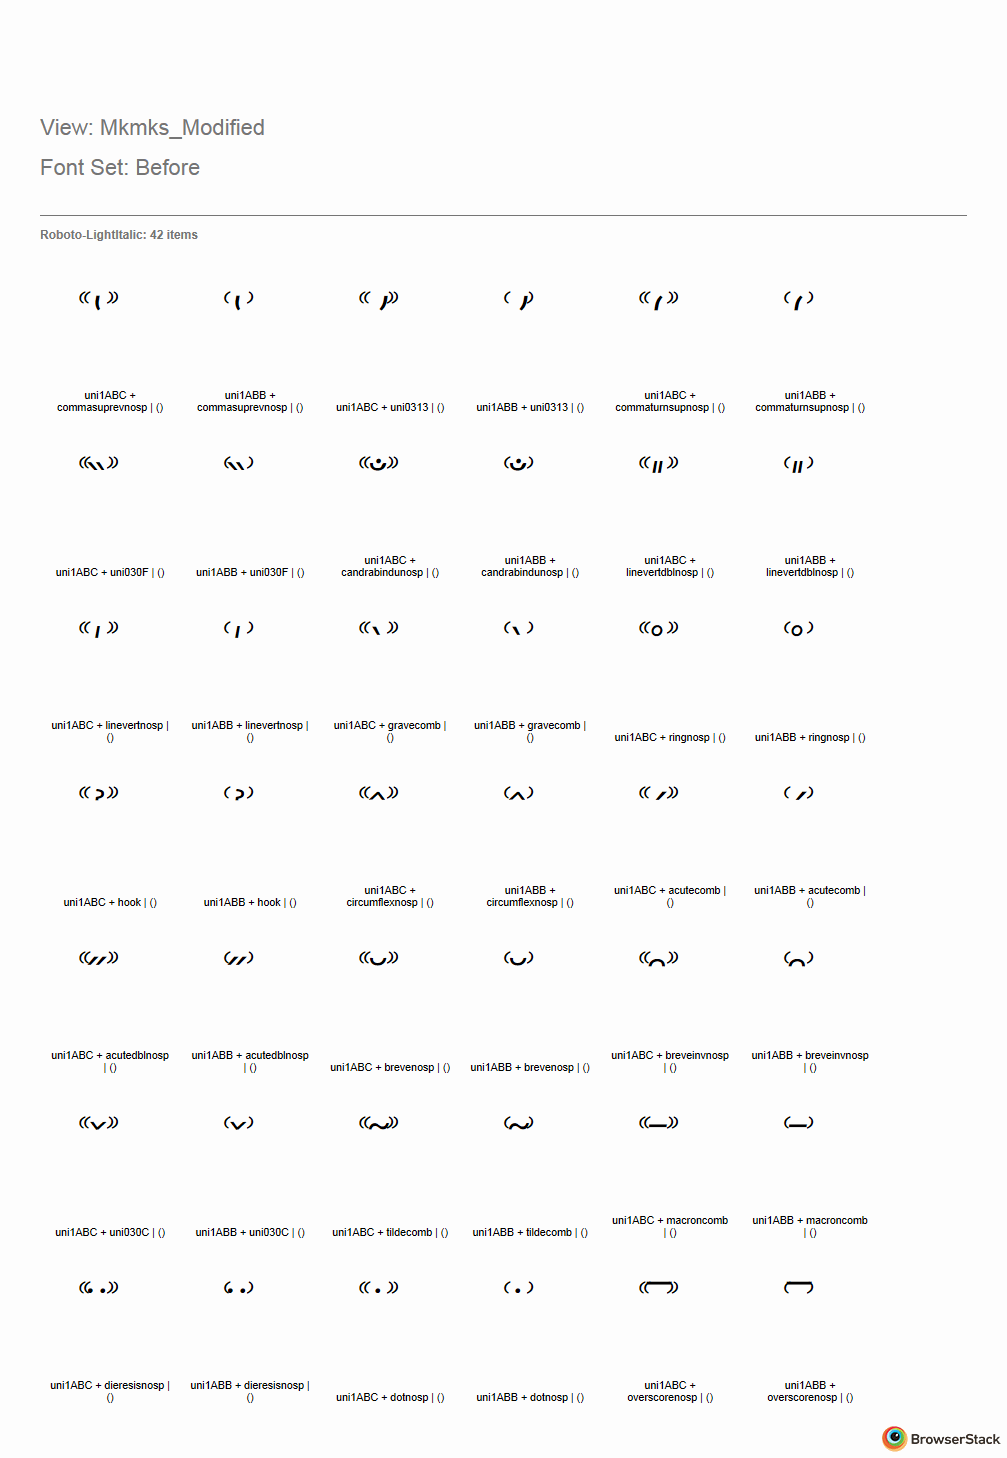 View: Mkmks_Modified
Font Set: Before
Roboto-LightItalic: 42 items
uni1ABC +
commasuprevnosp | ()
uni1ABB +
commasuprevnosp | ()
uni1ABC + uni0313 | ()
uni1ABB + uni0313 | ()
uni1ABC +
commaturnsupnosp | ()
uni1ABB +
commaturnsupnosp | ()
uni1ABC + uni030F | ()
uni1ABB + uni030F | ()
uni1ABC +
candrabindunosp | ()
uni1ABB +
candrabindunosp | ()
uni1ABC +
linevertdblnosp | ()
uni1ABB +
linevertdblnosp | ()
uni1ABC + linevertnosp |
()
uni1ABB + linevertnosp |
()
uni1ABC + gravecomb |
()
uni1ABB + gravecomb |
()
uni1ABC + ringnosp | ()
uni1ABB + ringnosp | ()
uni1ABC + hook | ()
uni1ABB + hook | ()
uni1ABC +
circumflexnosp | ()
uni1ABB +
circumflexnosp | ()
uni1ABC + acutecomb |
()
uni1ABB + acutecomb |
()
uni1ABC + acutedblnosp
| ()
uni1ABB + acutedblnosp
| ()
uni1ABC + brevenosp | ()
uni1ABB + brevenosp | ()
uni1ABC + breveinvnosp
| ()
uni1ABB + breveinvnosp
| ()
uni1ABC + uni030C | ()
uni1ABB + uni030C | ()
uni1ABC + tildecomb | ()
uni1ABB + tildecomb | ()
uni1ABC + macroncomb
| ()
uni1ABB + macroncomb
| ()
uni1ABC + dieresisnosp |
()
uni1ABB + dieresisnosp |
()
uni1ABC + dotnosp | ()
uni1ABB + dotnosp | ()
uni1ABC +
overscorenosp | ()
uni1ABB +
overscorenosp | ()
BrowserStack